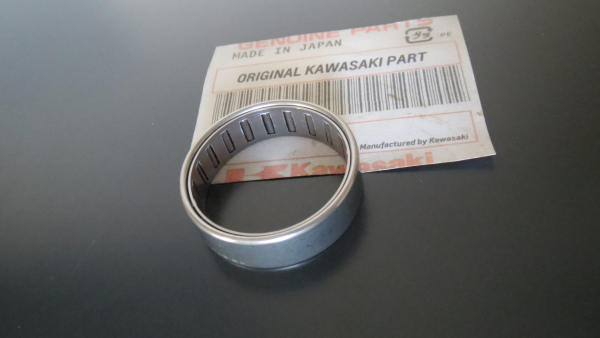 GENUINE PARTS
MADE IN JAPAN
ORIGINAL KAWASAKI PART
Manufactured by Kawasaki
Kawasaki